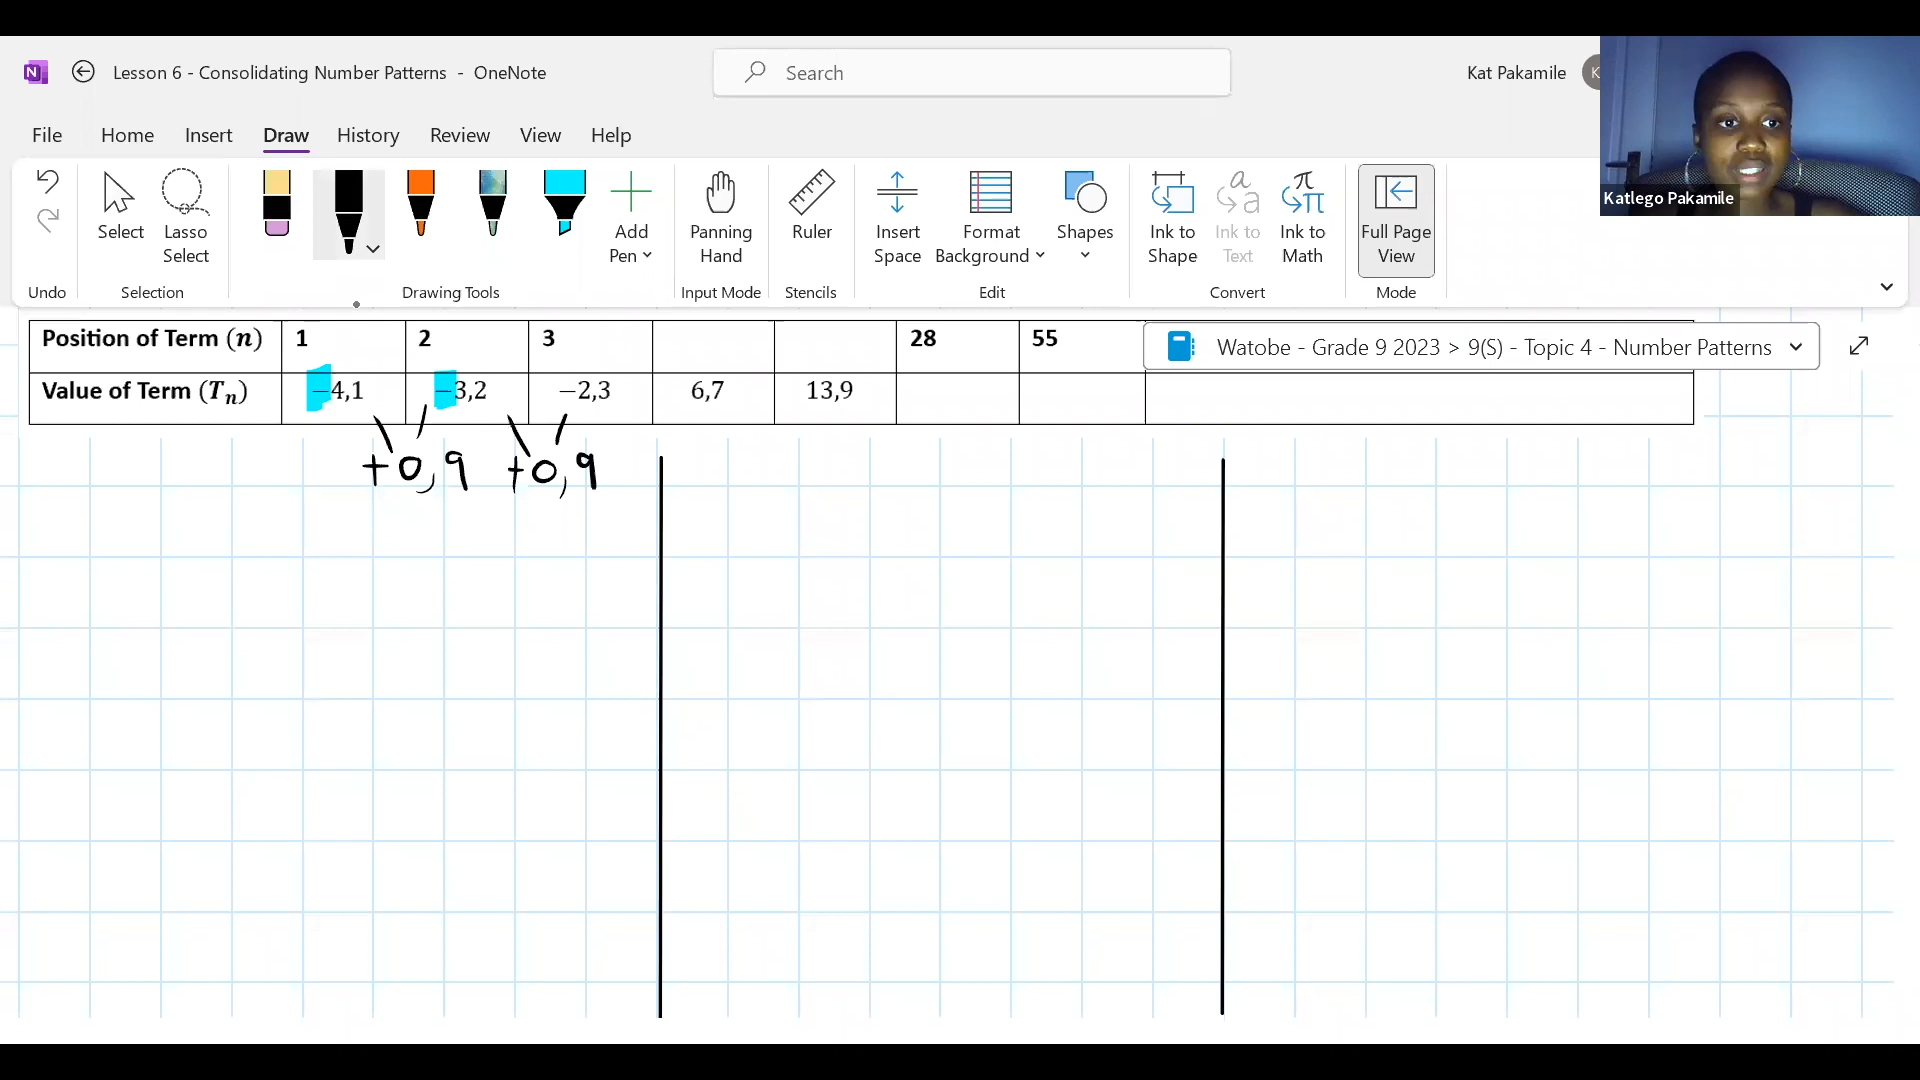 Lesson 6 - Consolidating Number Patterns - OneNote
Search
Kat Pakamile
K
File Home Insert Draw History Review View Help
Katlego Pakamile
Select
Lasso Select
Add Pen
Panning Hand
Ruler
Insert Space
Format Background
Shapes
Ink to Shape
Ink to Text
Ink to Math
Full Page View
Undo Selection Drawing Tools Input Mode Stencils Edit Convert Mode
Position of Term (n) 1 2 3 28 55
Watobe - Grade 9 2023 > 9(S) - Topic 4 - Number Patterns
Value of Term (Tₙ) −4,1 −3,2 −2,3 6,7 13,9
+0,9 +0,9